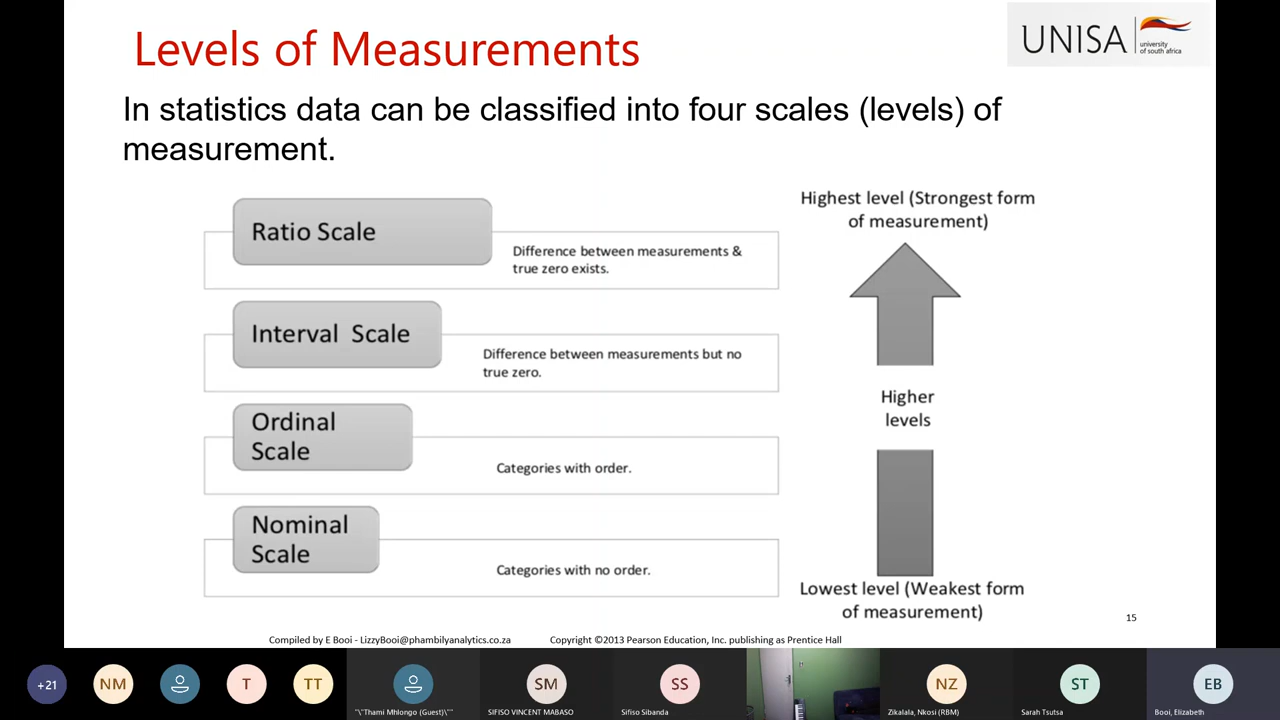 Levels of Measurements
UNISA
university
of south africa
In statistics data can be classified into four scales (levels) of
measurement.
Ratio Scale
Difference between measurements &
true zero exists.
Interval Scale
Difference between measurements but no
true zero.
Ordinal
Scale
Categories with order.
Nominal
Scale
Categories with no order.
Highest level (Strongest form
of measurement)
Higher
levels
Lowest level (Weakest form
of measurement)
15
Compiled by E Booi - LizzyBooi@phambilyanalytics.co.za
Copyright ©2013 Pearson Education, Inc. publishing as Prentice Hall
+21
NM
T
TT
"\"Thami Mhlongo (Guest)\""
SM
SIFISO VINCENT MABASO
SS
Sifiso Sibanda
NZ
Zikalala, Nkosi (RBM)
ST
Sarah Tsutsa
EB
Booi, Elizabeth